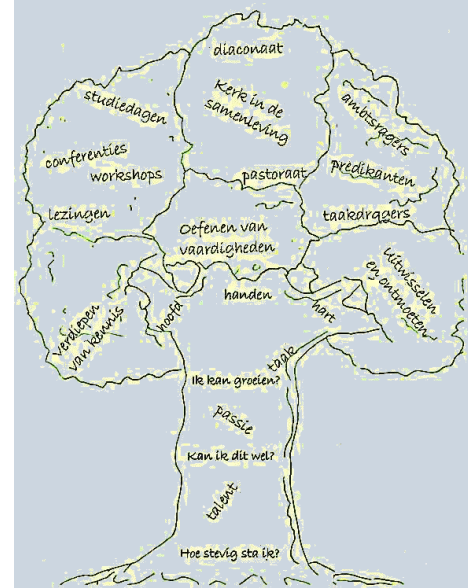 diaconaat
Kerk in de
samenleving
pastoraat
studiedagen
conferenties
workshops
lezingen
ambtsdragers
predikanten
taakdragers
Oefenen van
vaardigheden
verdiepen
van kennis
Uitwisselen
en ontmoeten
hoofd
handen
hart
taak
Ik kan groeien?
passie
Kan ik dit wel?
talent
Hoe stevig sta ik?